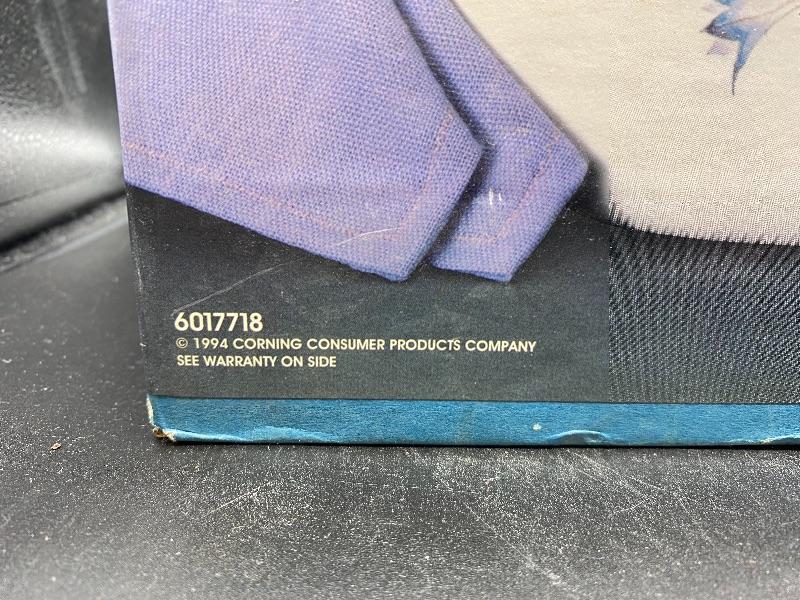 6017718
© 1994 CORNING CONSUMER PRODUCTS COMPANY
SEE WARRANTY ON SIDE